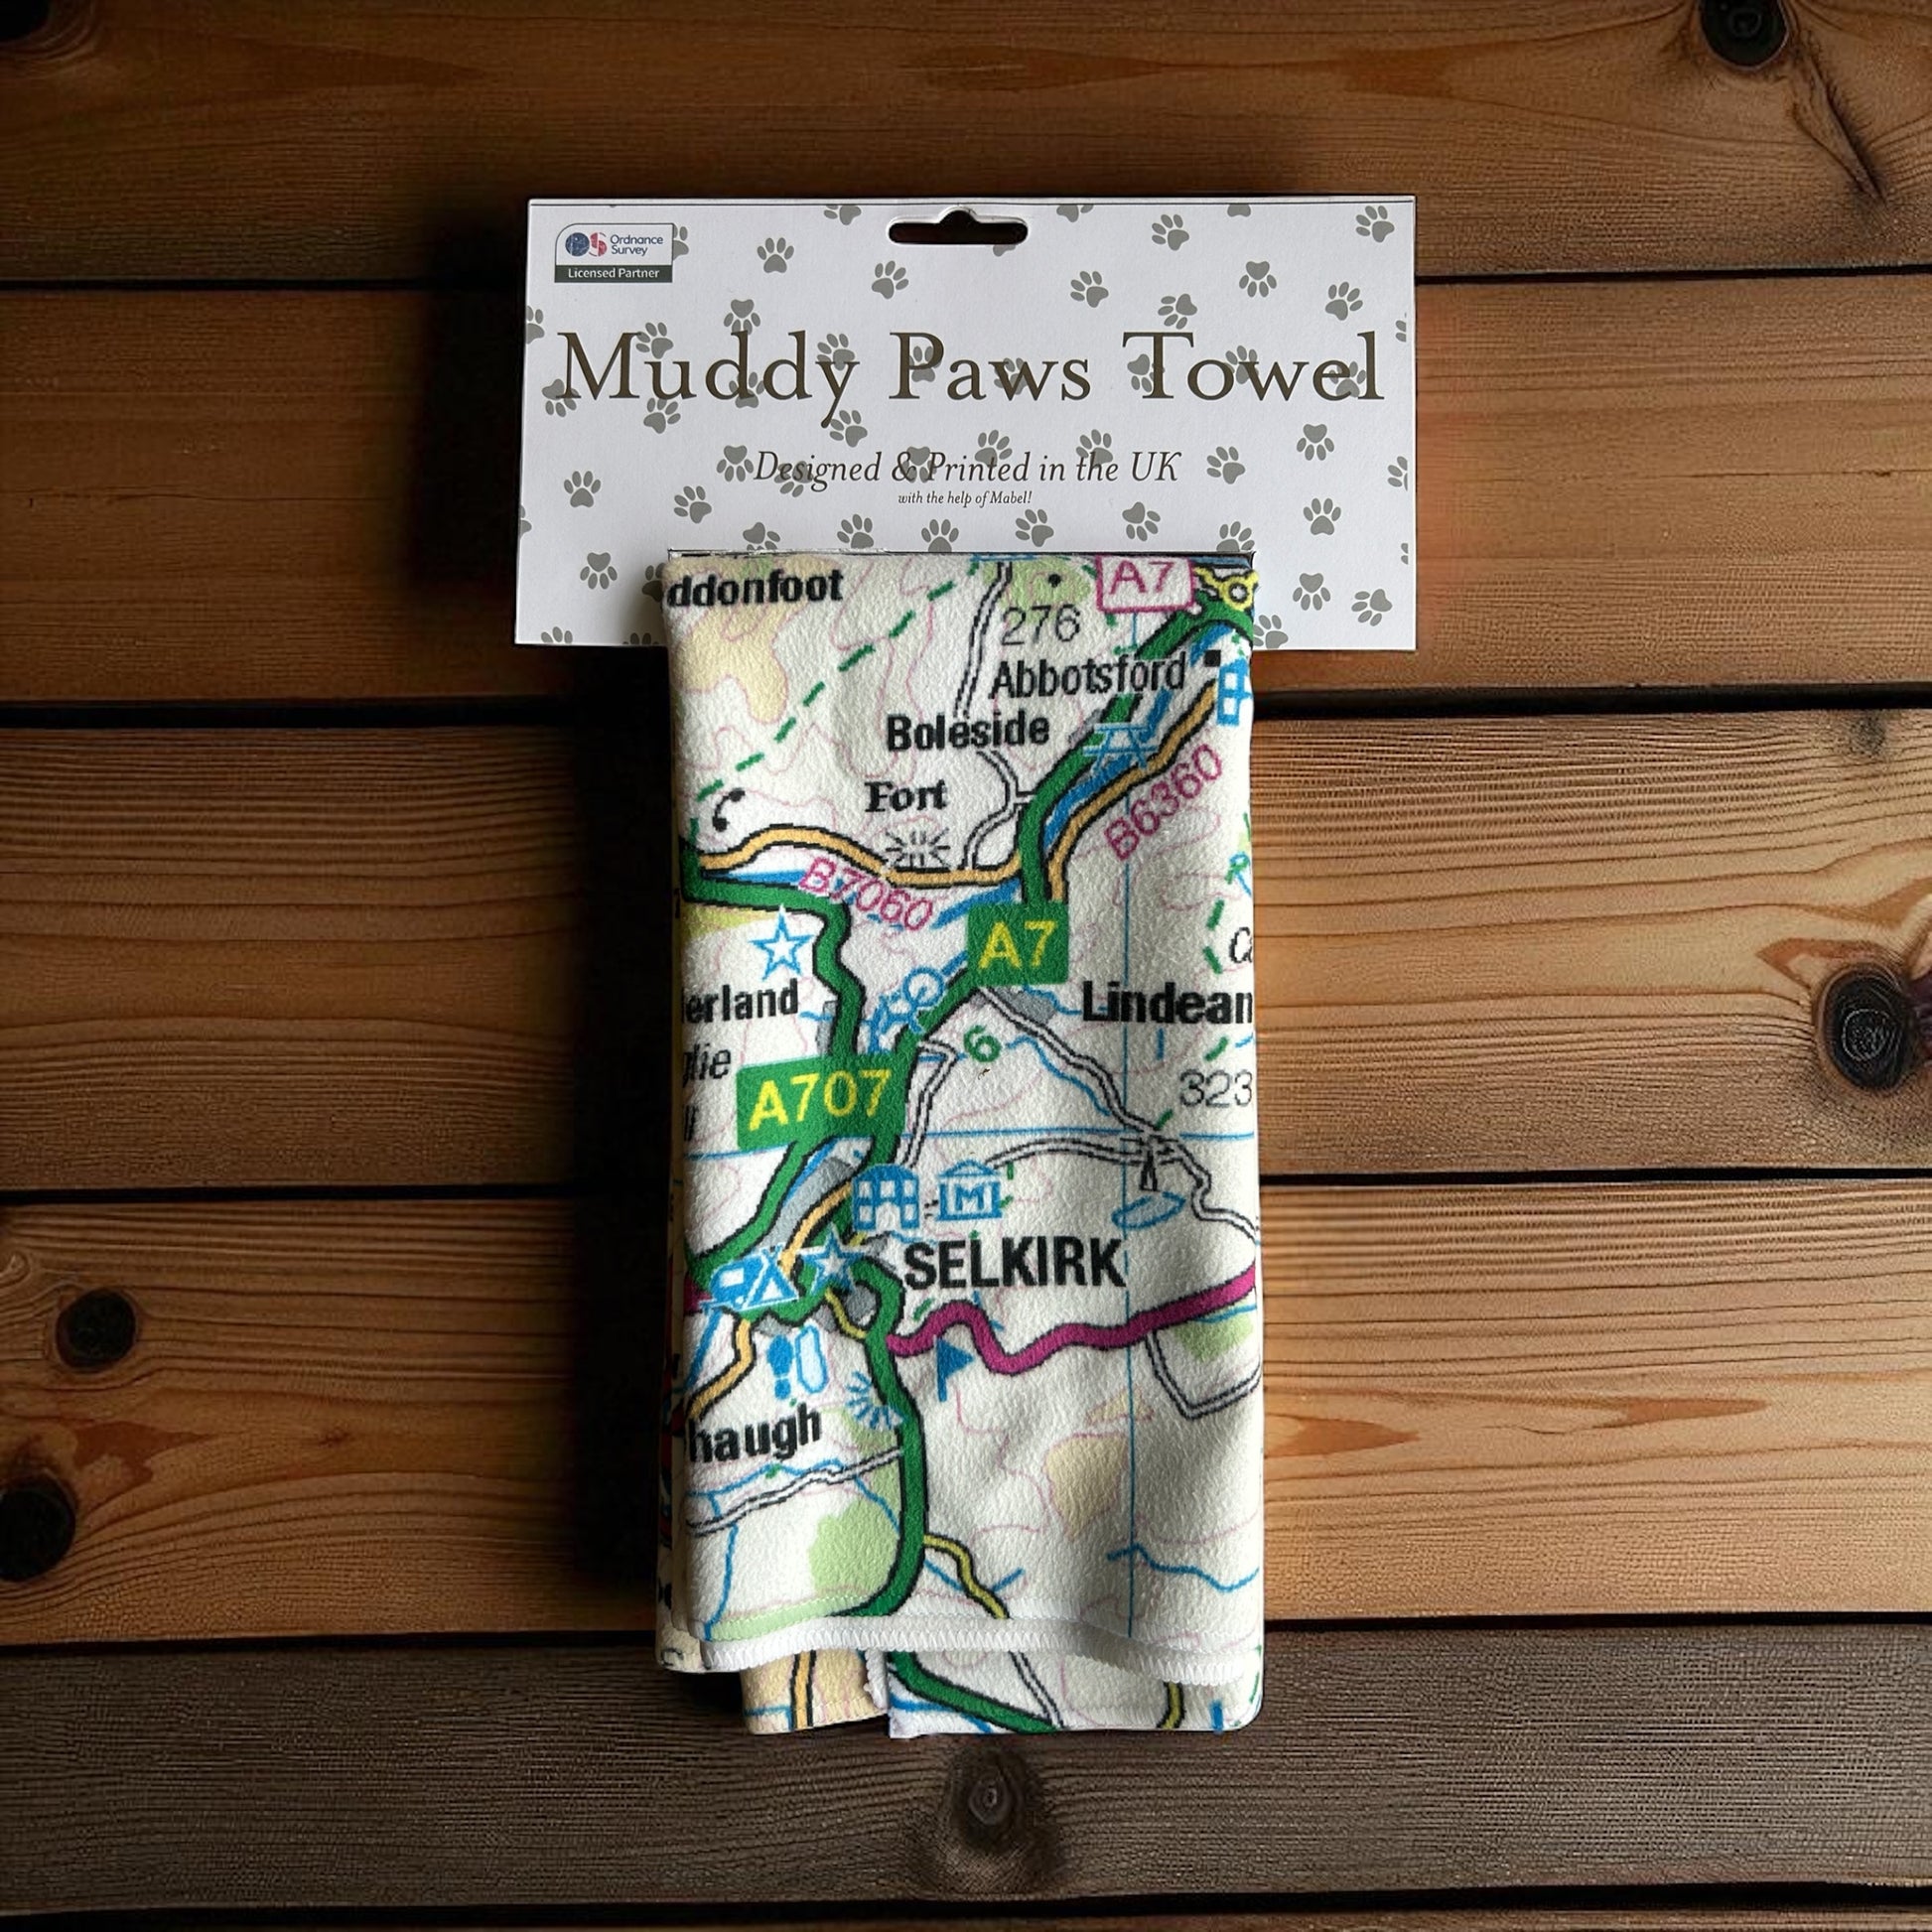 Ordnance
Survey
Licensed Partner
Muddy Paws Towel
Designed & Printed in the UK
with the help of Mabel!
ddonfoot
A7
276
Abbotsford
Boleside
Fort
B6360
B7060
A7
erland
Lindean
6
323
A707
M
SELKIRK
haugh